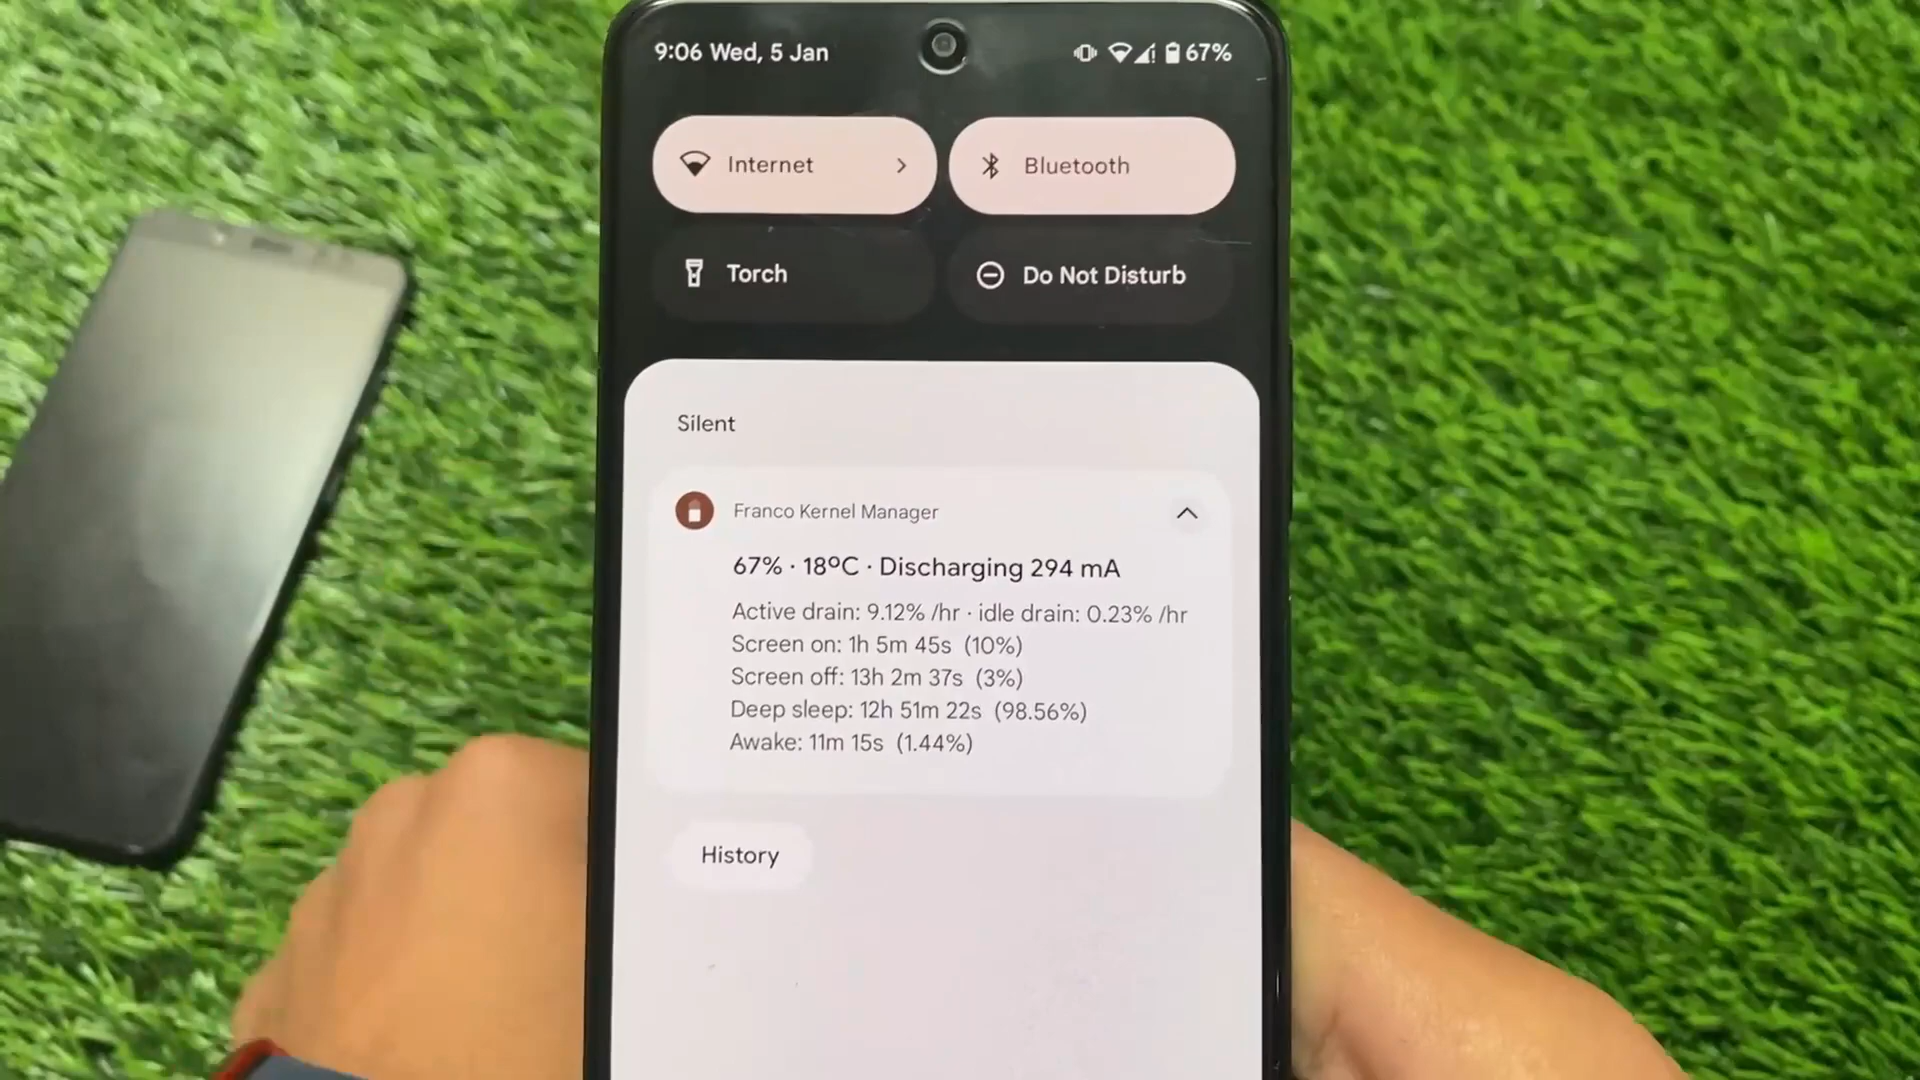 9:06 Wed, 5 Jan 67%
Internet
Bluetooth
Torch
Do Not Disturb
Silent
Franco Kernel Manager
67% · 18ºC · Discharging 294 mA
Active drain: 9.12% /hr · idle drain: 0.23% /hr
Screen on: 1h 5m 45s (10%)
Screen off: 13h 2m 37s (3%)
Deep sleep: 12h 51m 22s (98.56%)
Awake: 11m 15s (1.44%)
History